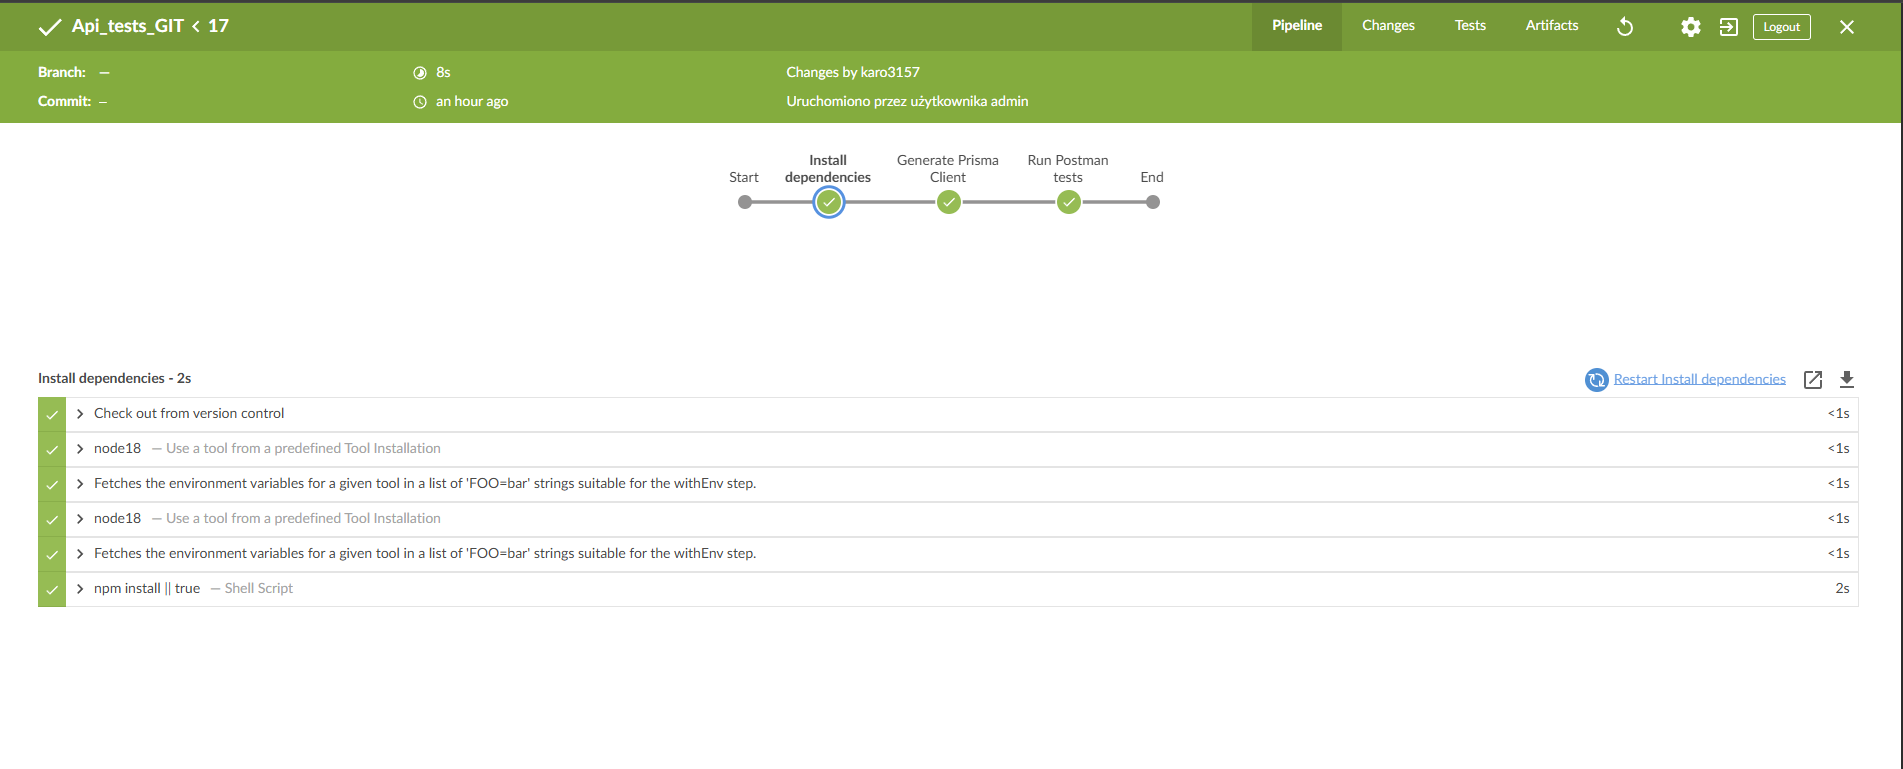 Api_tests_GIT < 17
Pipeline
Changes
Tests
Artifacts
Logout
Branch: —
8s
Changes by karo3157
Commit: –
an hour ago
Uruchomiono przez użytkownika admin
Start
Install dependencies
Generate Prisma Client
Run Postman tests
End
Install dependencies - 2s
Restart Install dependencies
Check out from version control
<1s
node18 — Use a tool from a predefined Tool Installation
<1s
Fetches the environment variables for a given tool in a list of 'FOO=bar' strings suitable for the withEnv step.
<1s
node18 — Use a tool from a predefined Tool Installation
<1s
Fetches the environment variables for a given tool in a list of 'FOO=bar' strings suitable for the withEnv step.
<1s
npm install || true — Shell Script
2s